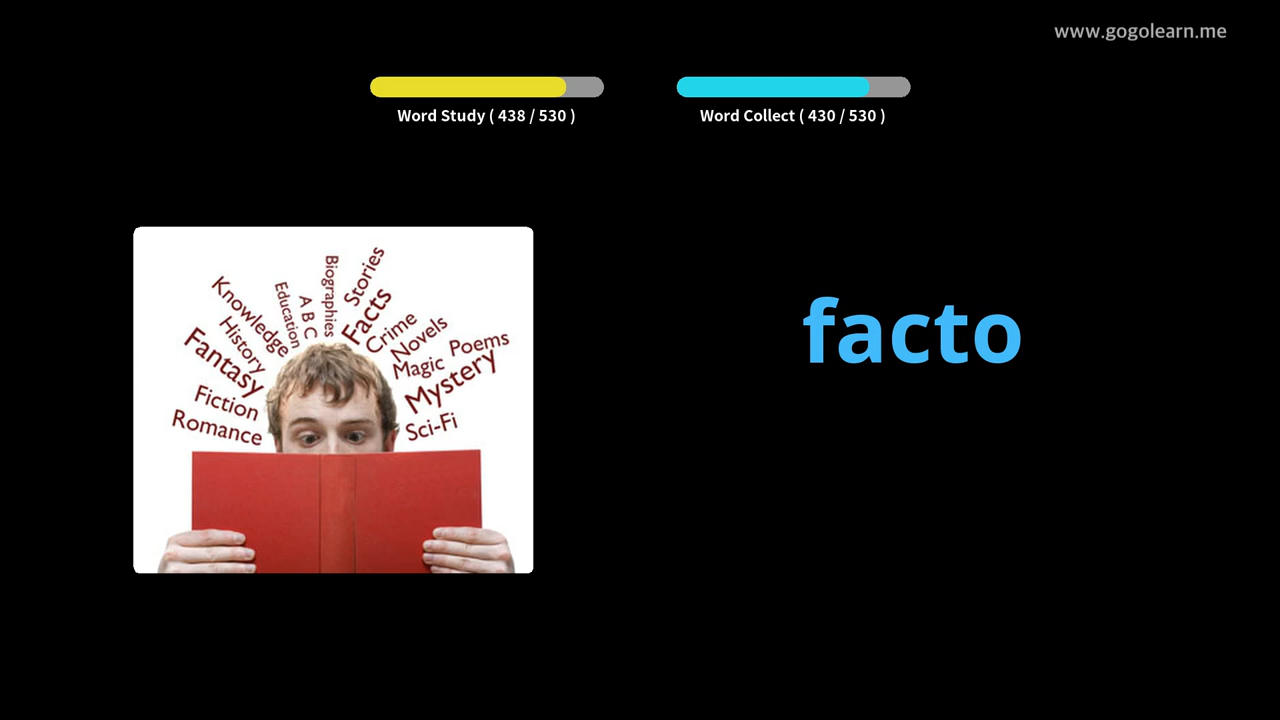 www.gogolearn.me
Word Study ( 438 / 530 )
Word Collect ( 430 / 530 )
Knowledge
Education
A B C
Biographies
Stories
Facts
Crime
Novels
Poems
History
Fantasy
Magic
Mystery
Fiction
Romance
Sci-Fi
facto